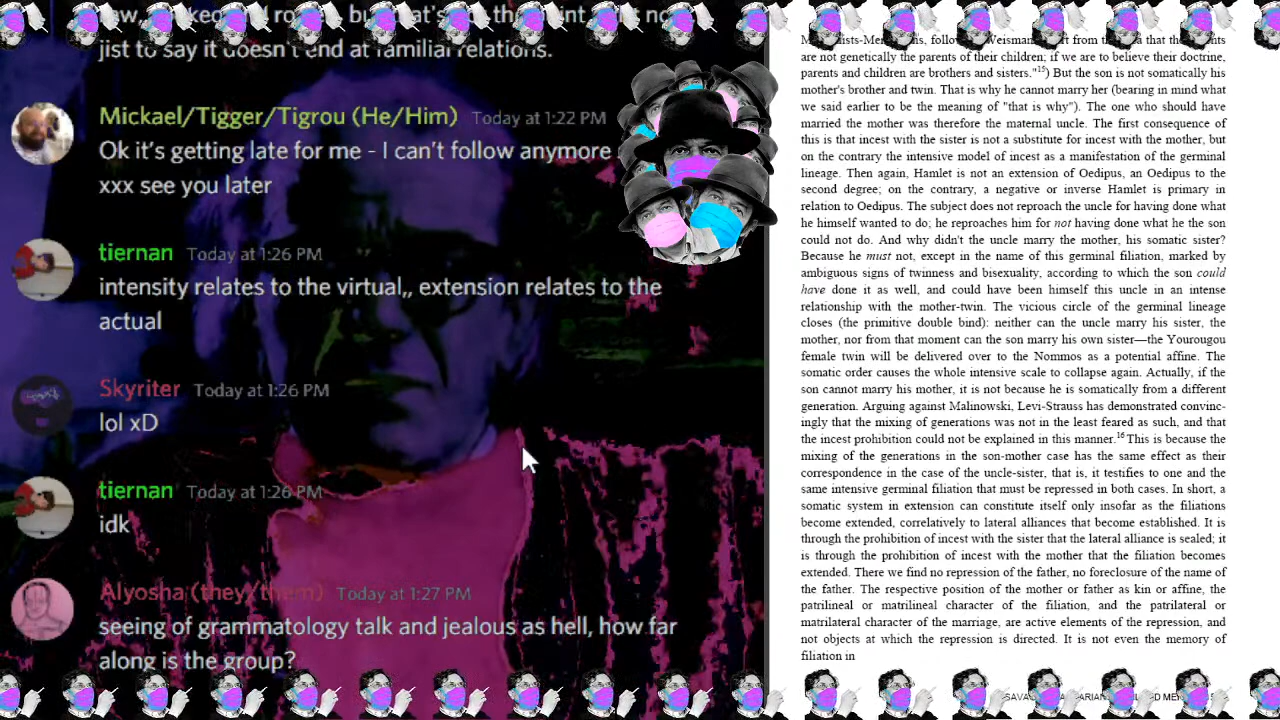 jist to say it doesn't end at familial relations.
Mickael/Tigger/Tigrou (He/Him) Today at 1:22 PM
Ok it's getting late for me - I can't follow anymore
xxx see you later
tiernan Today at 1:26 PM
intensity relates to the virtual,, extension relates to the
actual
Skyriter Today at 1:26 PM
lol xD
tiernan Today at 1:26 PM
idk
Alyosha (they/them) Today at 1:27 PM
seeing of grammatology talk and jealous as hell, how far
along is the group?
are not genetically the parents of their children; if we are to believe their doctrine,
parents and children are brothers and sisters."15) But the son is not somatically his
mother's brother and twin. That is why he cannot marry her (bearing in mind what
we said earlier to be the meaning of "that is why"). The one who should have
married the mother was therefore the maternal uncle. The first consequence of
this is that incest with the sister is not a substitute for incest with the mother, but
on the contrary the intensive model of incest as a manifestation of the germinal
lineage. Then again, Hamlet is not an extension of Oedipus, an Oedipus to the
second degree; on the contrary, a negative or inverse Hamlet is primary in
relation to Oedipus. The subject does not reproach the uncle for having done what
he himself wanted to do; he reproaches him for not having done what he the son
could not do. And why didn't the uncle marry the mother, his somatic sister?
Because he must not, except in the name of this germinal filiation, marked by
ambiguous signs of twinness and bisexuality, according to which the son could
have done it as well, and could have been himself this uncle in an intense
relationship with the mother-twin. The vicious circle of the germinal lineage
closes (the primitive double bind): neither can the uncle marry his sister, the
mother, nor from that moment can the son marry his own sister—the Yourougou
female twin will be delivered over to the Nommos as a potential affine. The
somatic order causes the whole intensive scale to collapse again. Actually, if the
son cannot marry his mother, it is not because he is somatically from a different
generation. Arguing against Malinowski, Levi-Strauss has demonstrated convinc-
ingly that the mixing of generations was not in the least feared as such, and that
the incest prohibition could not be explained in this manner.16 This is because the
mixing of the generations in the son-mother case has the same effect as their
correspondence in the case of the uncle-sister, that is, it testifies to one and the
same intensive germinal filiation that must be repressed in both cases. In short, a
somatic system in extension can constitute itself only insofar as the filiations
become extended, correlatively to lateral alliances that become established. It is
through the prohibition of incest with the sister that the lateral alliance is sealed; it
is through the prohibition of incest with the mother that the filiation becomes
extended. There we find no repression of the father, no foreclosure of the name of
the father. The respective position of the mother or father as kin or affine, the
patrilineal or matrilineal character of the filiation, and the patrilateral or
matrilateral character of the marriage, are active elements of the repression, and
not objects at which the repression is directed. It is not even the memory of
filiation in